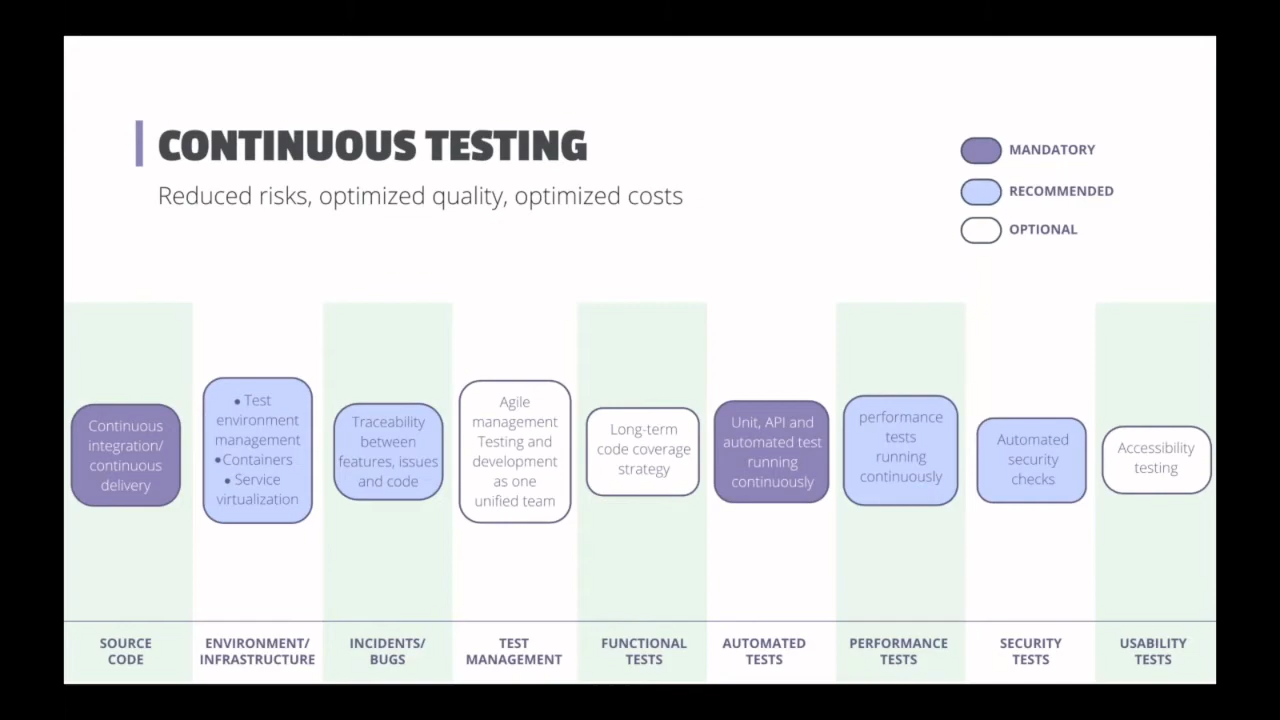 CONTINUOUS TESTING
Reduced risks, optimized quality, optimized costs
MANDATORY
RECOMMENDED
OPTIONAL
Continuous
integration/
continuous
delivery
• Test
environment
management
•Containers
• Service
virtualization
Traceability
between
features, issues
and code
Agile
management
Testing and
development
as one
unified team
Long-term
code coverage
strategy
Unit, API and
automated test
running
continuously
performance
tests
running
continuously
Automated
security
checks
Accessibility
testing
SOURCE
CODE
ENVIRONMENT/
INFRASTRUCTURE
INCIDENTS/
BUGS
TEST
MANAGEMENT
FUNCTIONAL
TESTS
AUTOMATED
TESTS
PERFORMANCE
TESTS
SECURITY
TESTS
USABILITY
TESTS